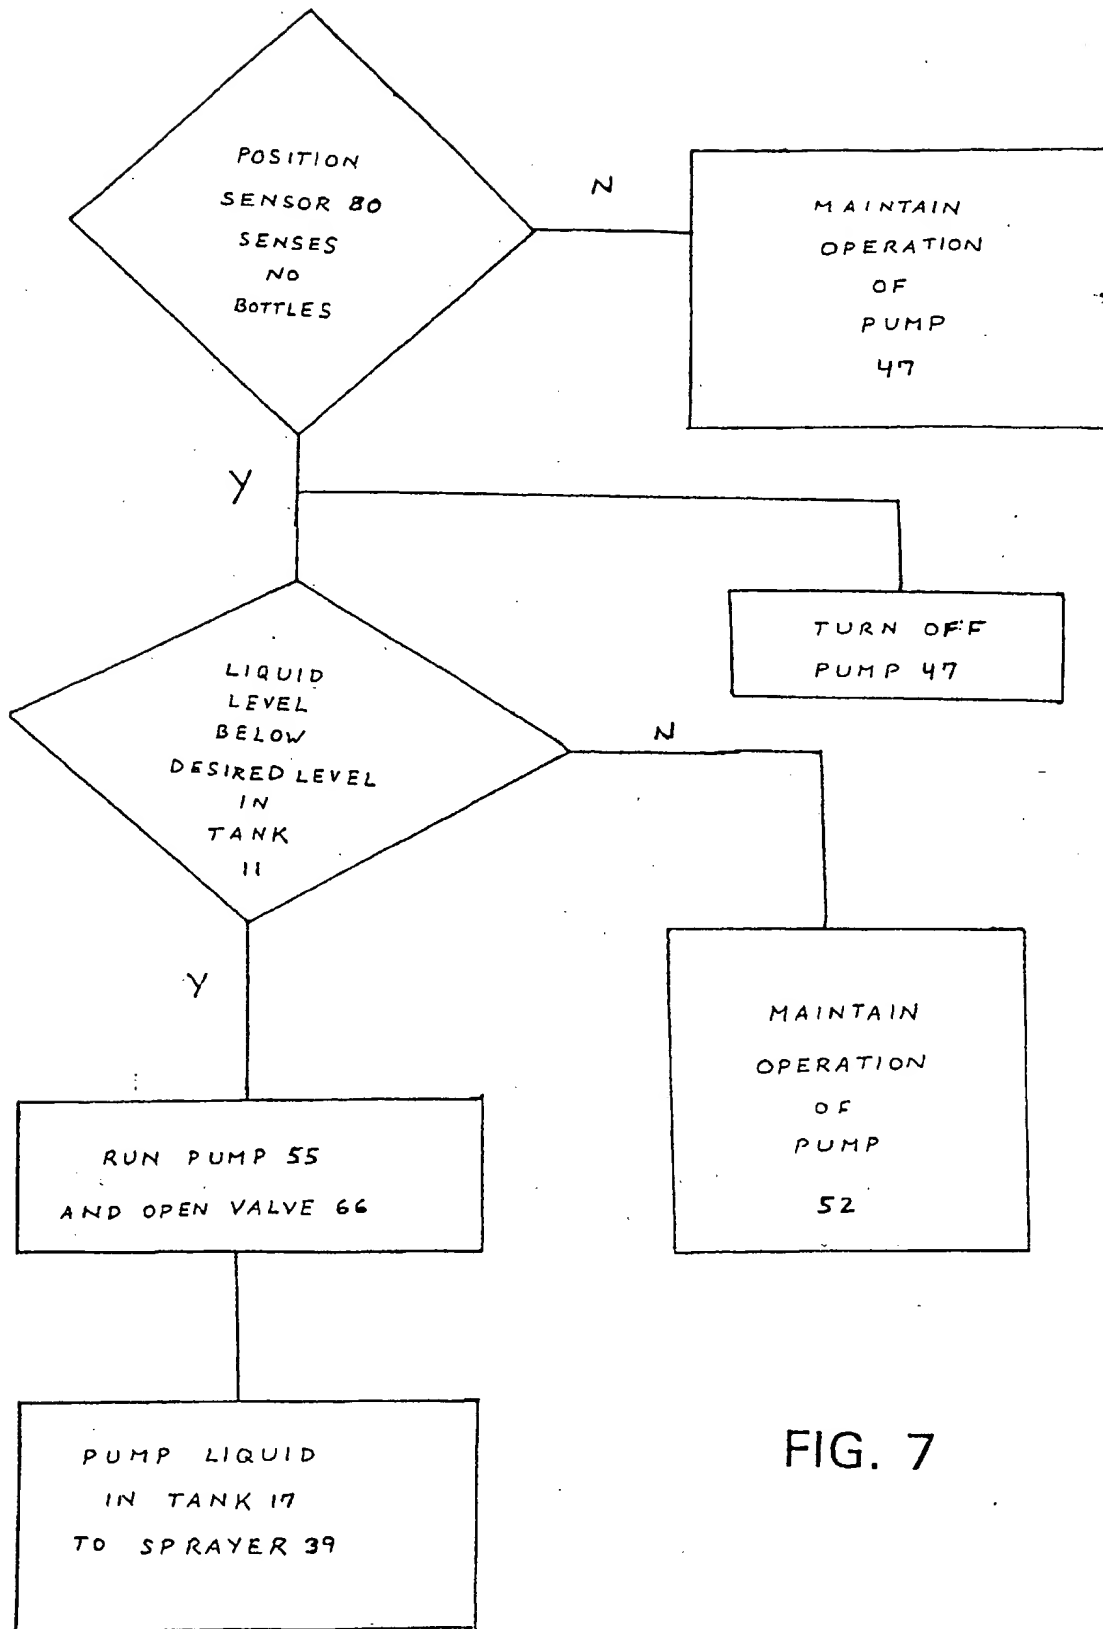 POSITION
SENSOR 80
SENSES
NO
BOTTLES
N
MAINTAIN
OPERATION
OF
PUMP
47
Y
TURN OFF
PUMP 47
LIQUID
LEVEL
BELOW
DESIRED LEVEL
IN
TANK
11
N
MAINTAIN
OPERATION
OF
PUMP
52
Y
RUN PUMP 55
AND OPEN VALVE 66
PUMP LIQUID
IN TANK 17
TO SPRAYER 39
FIG. 7